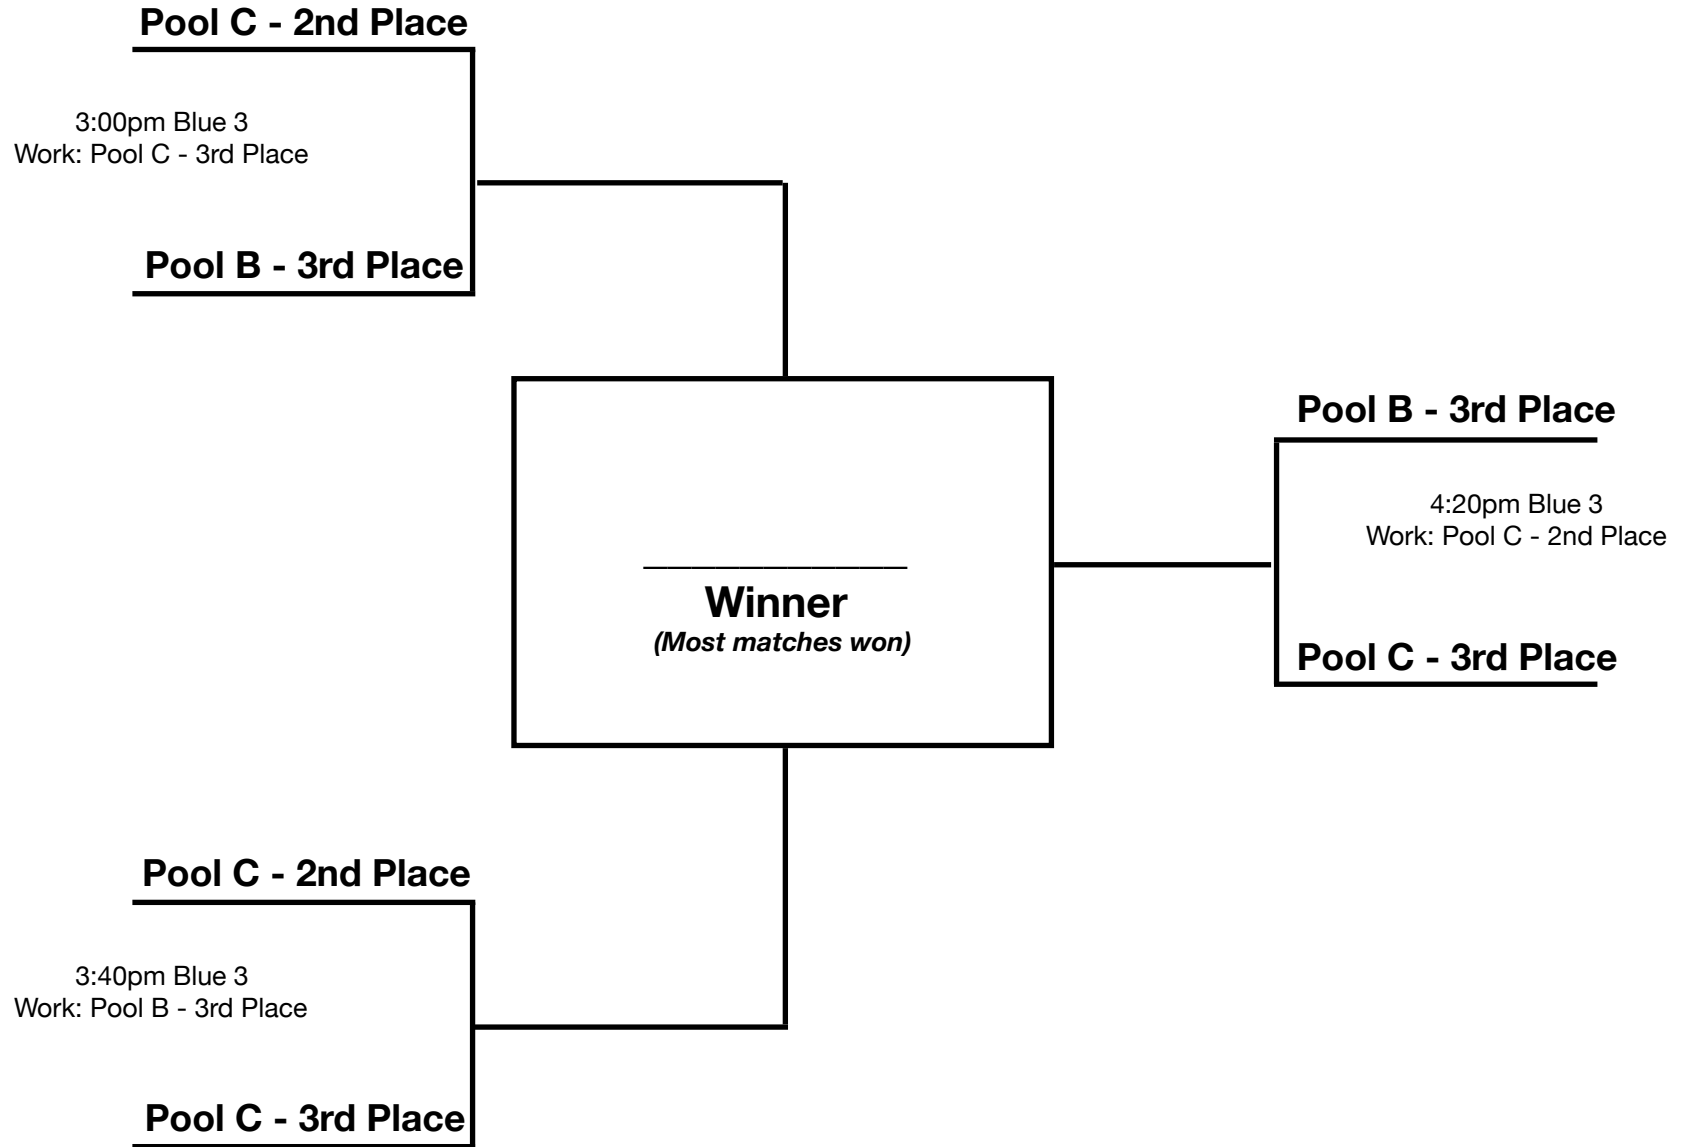 Pool C - 2nd Place
3:00pm Blue 3
Work: Pool C - 3rd Place
Pool B - 3rd Place
Pool B - 3rd Place
4:20pm Blue 3
Work: Pool C - 2nd Place
Pool C - 3rd Place
___________
Winner
(Most matches won)
Pool C - 2nd Place
3:40pm Blue 3
Work: Pool B - 3rd Place
Pool C - 3rd Place